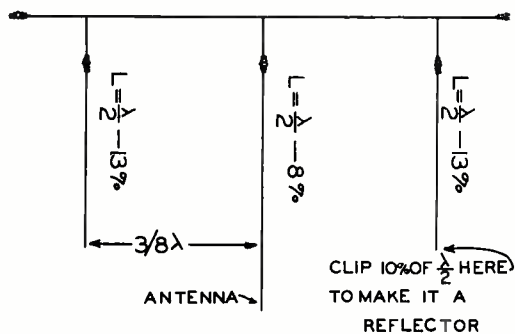 L=λ/2 -13%
L=λ/2 -8%
L=λ/2 -13%
3/8λ
ANTENNA
CLIP 10% OF λ/2 HERE
TO MAKE IT A
REFLECTOR